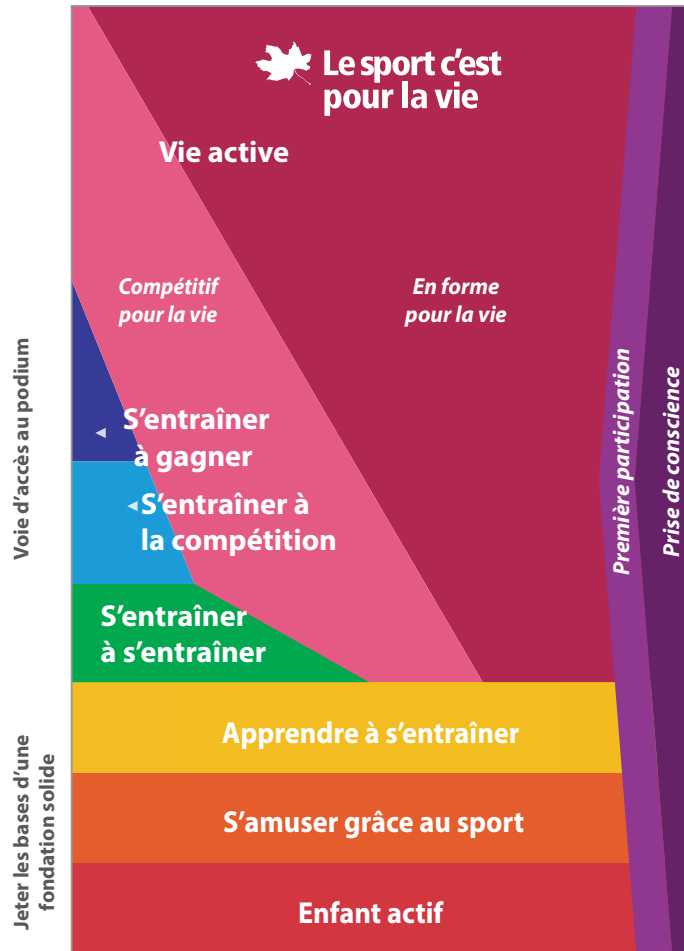 Le sport c'est
pour la vie
Vie active
Compétitif
pour la vie
En forme
pour la vie
S'entraîner
à gagner
S'entraîner à
la compétition
S'entraîner
à s'entraîner
Apprendre à s'entraîner
S'amuser grâce au sport
Enfant actif
Voie d'accès au podium
Jeter les bases d'une
fondation solide
Première participation
Prise de conscience